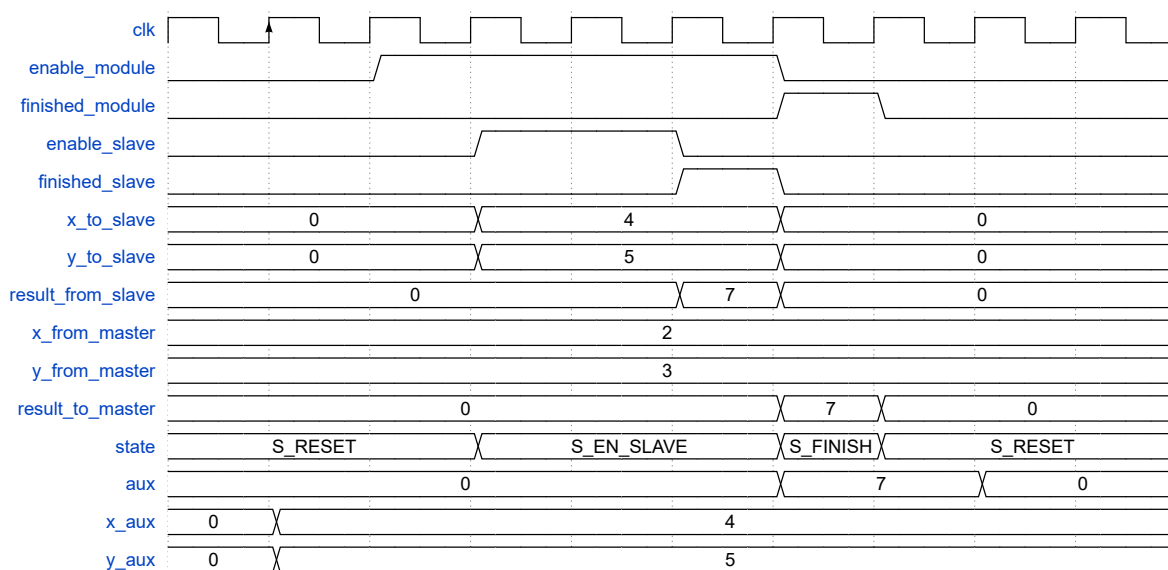 clk
enable_module
finished_module
enable_slave
finished_slave
x_to_slave 0 4 0
y_to_slave 0 5 0
result_from_slave 0 7 0
x_from_master 2
y_from_master 3
result_to_master 0 7 0
state S_RESET S_EN_SLAVE S_FINISH S_RESET
aux 0 7 0
x_aux 0 4
y_aux 0 5